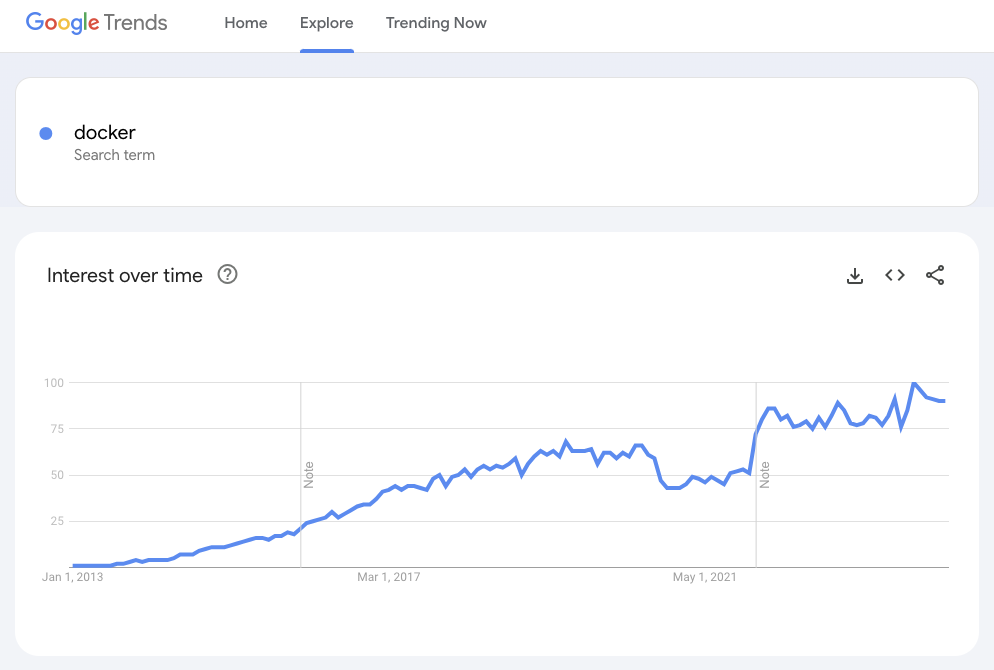 Google Trends Home Explore Trending Now
docker
Search term
Interest over time ?
100
75
50
25
Note
Note
Jan 1, 2013 Mar 1, 2017 May 1, 2021